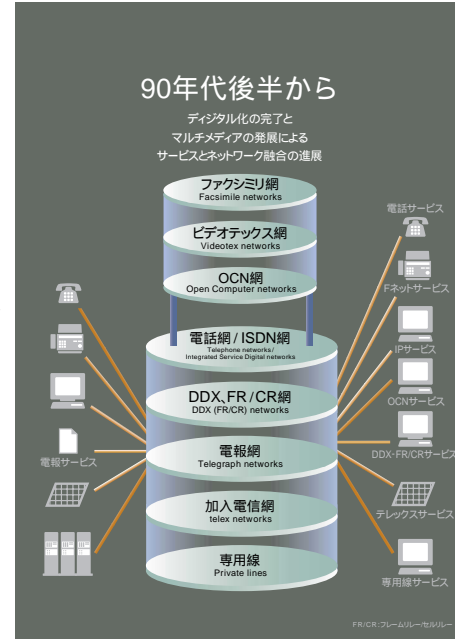 90年代後半から
ディジタル化の完了と
マルチメディアの発展による
サービスとネットワーク融合の進展
ファクシミリ網
Facsimile networks
ビデオテックス網
Videotex networks
OCN網
Open Computer networks
電話網/ISDN網
Telephone networks/
Integrated Service Digital networks
DDX、FR/CR網
DDX (FR/CR) networks
電報網
Telegraph networks
加入電信網
telex networks
専用線
Private lines
電報サービス
電話サービス
Fネットサービス
IPサービス
OCNサービス
DDX・FR/CRサービス
テレックスサービス
専用線サービス
FR/CR:フレームリレー/セルリレー